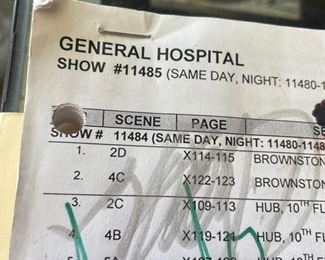 GENERAL HOSPITAL
SHOW #11485 (SAME DAY, NIGHT: 11480-1
SCENE PAGE SE
SHOW # 11484 (SAME DAY, NIGHT: 11480-1148
1. 2D X114-115 BROWNSTON
2. 4C X122-123 BROWNSTON
3. 2C X109-113 HUB, 10TH FL
4. 4B X119-121 HUB, 10TH F